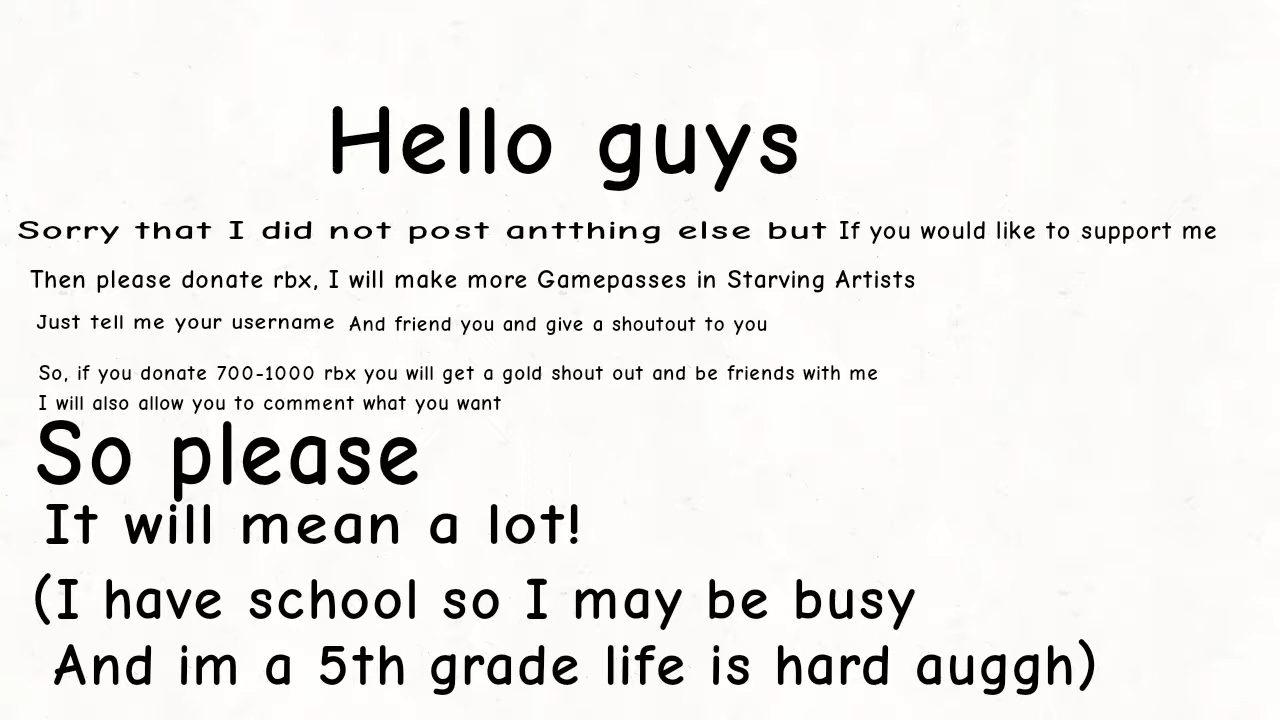 Hello guys
Sorry that I did not post antthing else but If you would like to support me
Then please donate rbx, I will make more Gamepasses in Starving Artists
Just tell me your username And friend you and give a shoutout to you
So, if you donate 700-1000 rbx you will get a gold shout out and be friends with me
I will also allow you to comment what you want
So please
It will mean a lot!
(I have school so I may be busy
And im a 5th grade life is hard auggh)